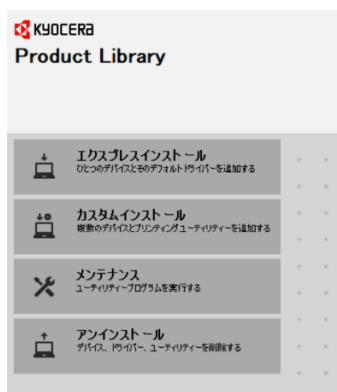 KYOCERA
Product Library
エクスプレスインストール
ひとつのデバイスとそのデフォルトドライバーを追加する
カスタムインストール
複数のデバイスとプリンティングユーティリティーを追加する
メンテナンス
ユーティリティープログラムを実行する
アンインストール
デバイス、ドライバー、ユーティリティーを削除する